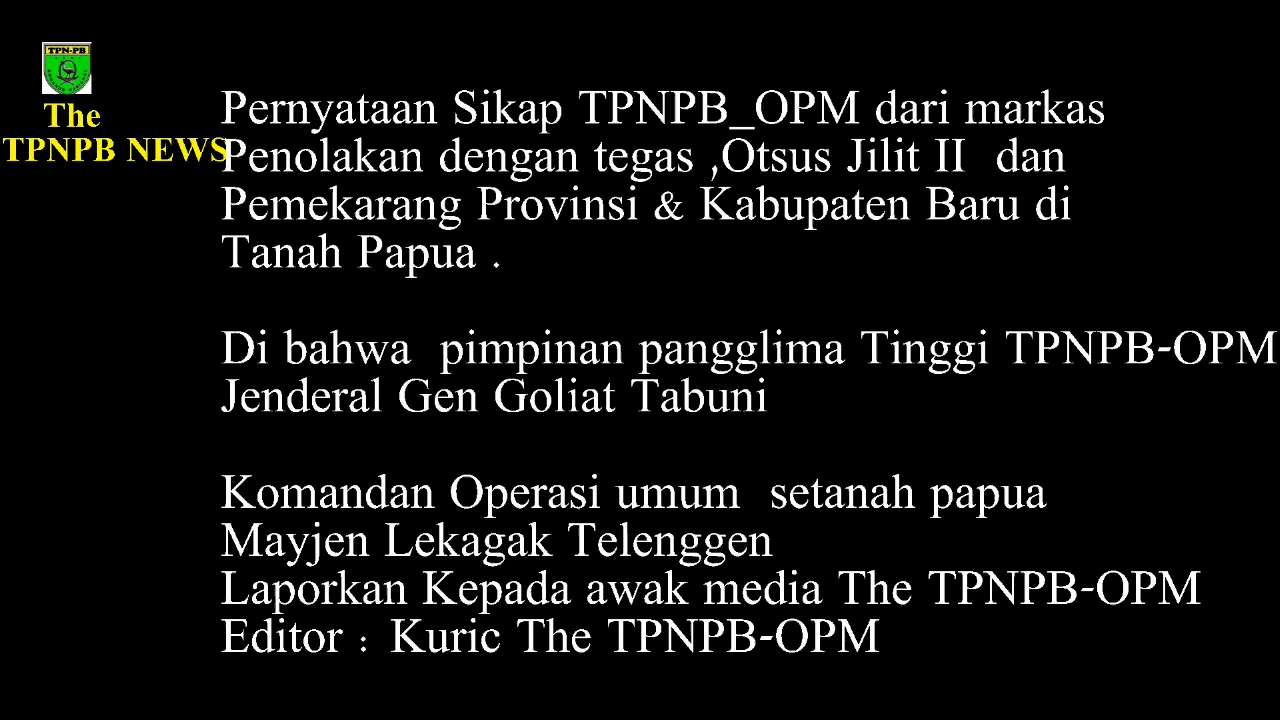 TPN-PB
The
TPNPB NEWS
Pernyataan Sikap TPNPB_OPM dari markas
Penolakan dengan tegas ,Otsus Jilit II dan
Pemekarang Provinsi & Kabupaten Baru di
Tanah Papua .
Di bahwa pimpinan pangglima Tinggi TPNPB-OPM
Jenderal Gen Goliat Tabuni
Komandan Operasi umum setanah papua
Mayjen Lekagak Telenggen
Laporkan Kepada awak media The TPNPB-OPM
Editor : Kuric The TPNPB-OPM